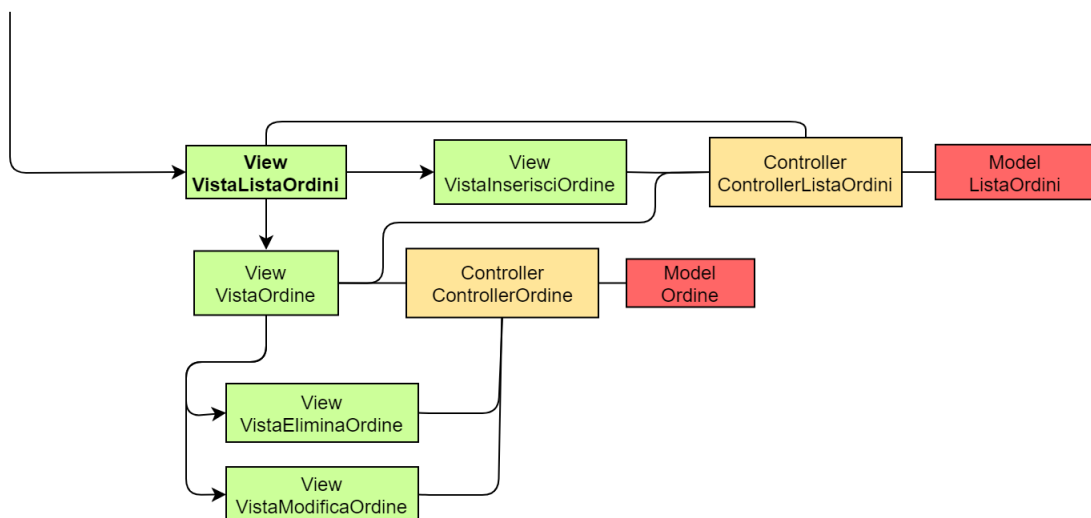 View
VistaListaOrdini
View
VistaInserisciOrdine
Controller
ControllerListaOrdini
Model
ListaOrdini
View
VistaOrdine
Controller
ControllerOrdine
Model
Ordine
View
VistaEliminaOrdine
View
VistaModificaOrdine